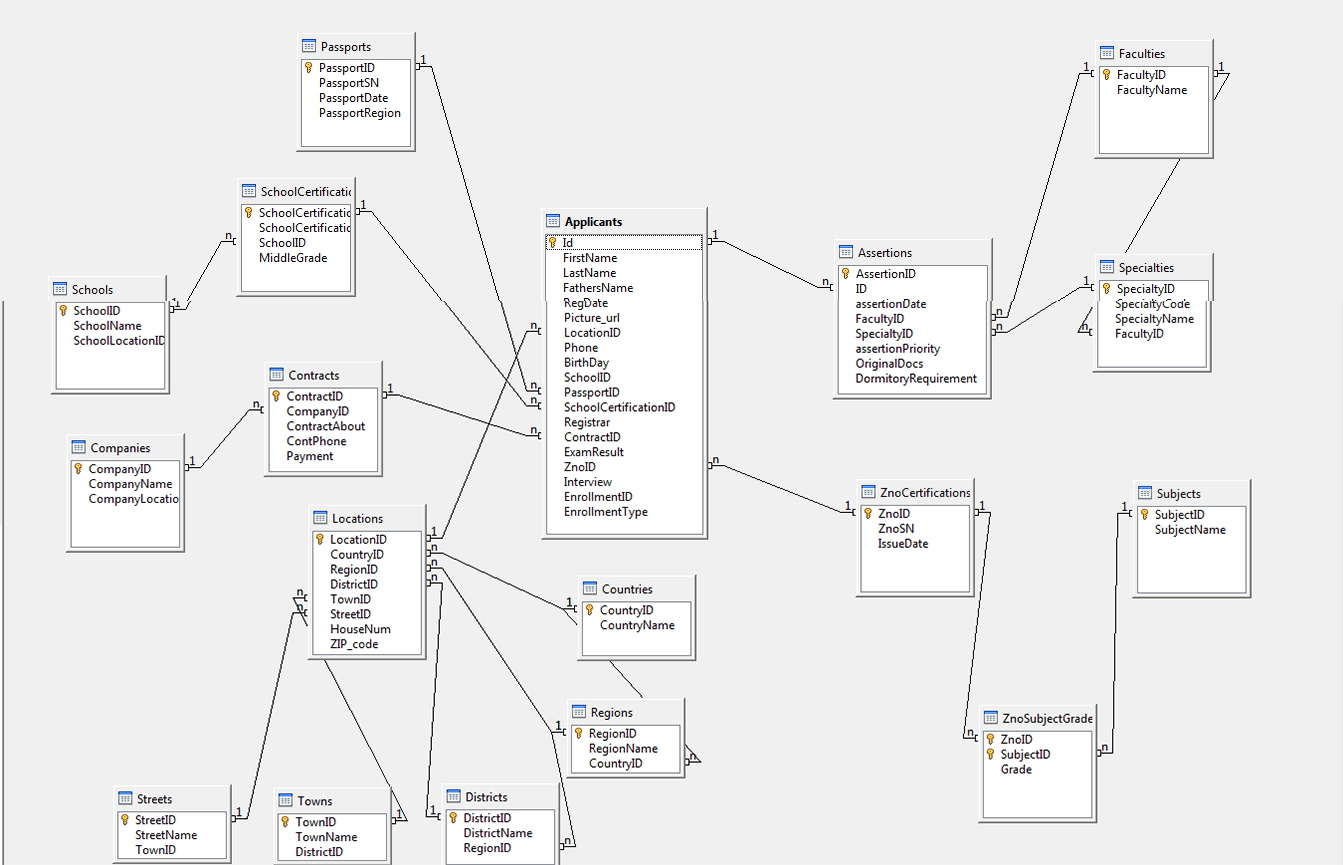 Passports
PassportID
PassportSN
PassportDate
PassportRegion
1
Faculties
FacultyID
FacultyName
1
1
SchoolCertificatic
SchoolCertificatic
SchoolCertificatic
SchoolID
MiddleGrade
1
n
Schools
SchoolID
SchoolName
SchoolLocationID
1
Applicants
Id
FirstName
LastName
FathersName
RegDate
Picture_url
LocationID
Phone
BirthDay
SchoolID
PassportID
SchoolCertificationID
Registrar
ContractID
ExamResult
ZnoID
Interview
EnrollmentID
EnrollmentType
1
n
n
n
n
n
Assertions
AssertionID
ID
assertionDate
FacultyID
SpecialtyID
assertionPriority
OriginalDocs
DormitoryRequirement
n
n
n
Specialties
SpecialtyID
SpecialtyCode
SpecialtyName
FacultyID
1
n
Contracts
ContractID
CompanyID
ContractAbout
ContPhone
Payment
1
n
Companies
CompanyID
CompanyName
CompanyLocatio
1
Locations
LocationID
CountryID
RegionID
DistrictID
TownID
StreetID
HouseNum
ZIP_code
1
n
n
n
n
n
ZnoCertifications
ZnoID
ZnoSN
IssueDate
1
1
Subjects
SubjectID
SubjectName
1
Countries
CountryID
CountryName
1
Regions
RegionID
RegionName
CountryID
1
n
ZnoSubjectGrade
ZnoID
SubjectID
Grade
n
n
Streets
StreetID
StreetName
TownID
1
Towns
TownID
TownName
DistrictID
1
Districts
DistrictID
DistrictName
RegionID
1
n